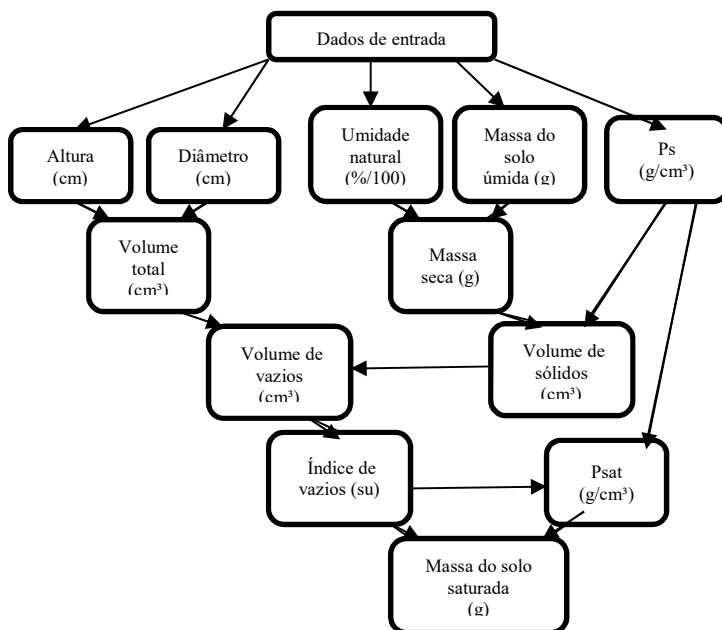 Dados de entrada
Altura
(cm)
Diâmetro
(cm)
Umidade
natural
(%/100)
Massa do
solo
úmida (g)
Ps
(g/cm³)
Volume
total
(cm³)
Massa
seca (g)
Volume de
vazios
(cm³)
Volume de
sólidos
(cm³)
Índice de
vazios (su)
Psat
(g/cm³)
Massa do solo
saturada
(g)